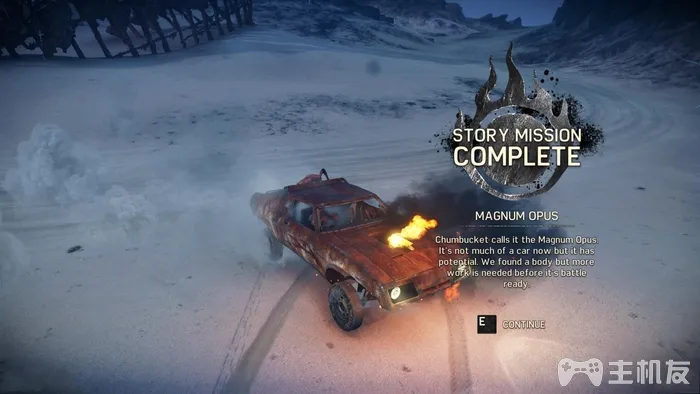 STORY MISSION
COMPLETE
MAGNUM OPUS
Chumbucket calls it the Magnum Opus.
It's not much of a car now but it has
potential. We found a body but more
work is needed before it's battle
ready.
E CONTINUE
主机友